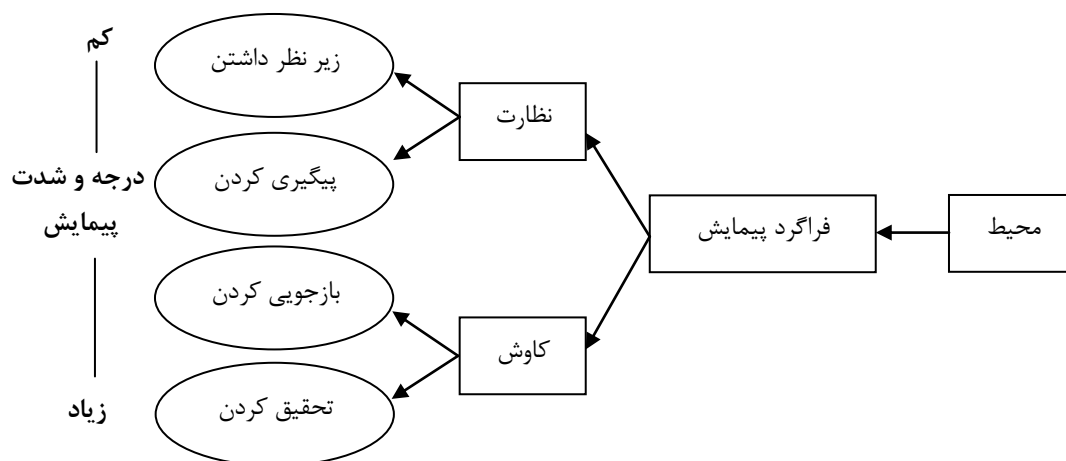 محیط
فراگرد پیمایش
نظارت
کاوش
زیر نظر داشتن
پیگیری کردن
بازجویی کردن
تحقیق کردن
کم
درجه و شدت
پیمایش
زیاد